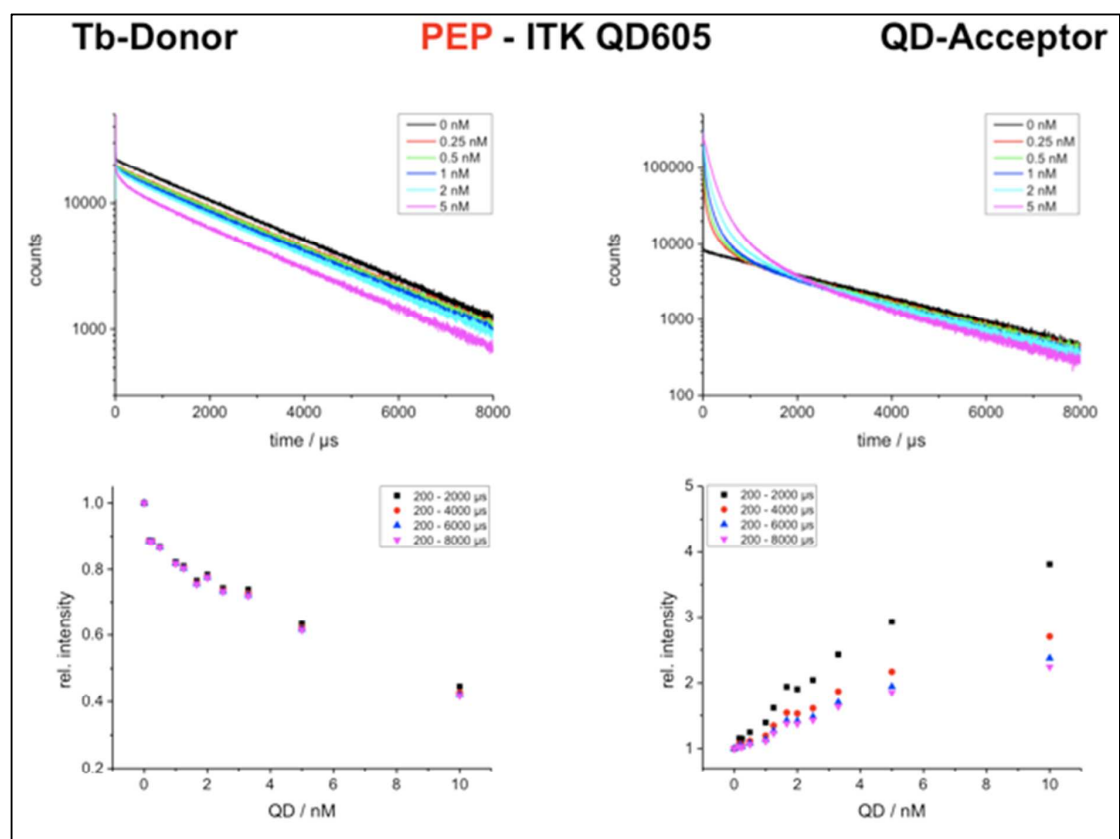 Tb-Donor PEP - ITK QD605 QD-Acceptor
0 nM
0.25 nM
0.5 nM
1 nM
2 nM
5 nM
10000
1000
counts
0 2000 4000 6000 8000
time / µs
0 nM
0.25 nM
0.5 nM
1 nM
2 nM
5 nM
100000
10000
1000
100
counts
0 2000 4000 6000 8000
time / µs
200 - 2000 µs
200 - 4000 µs
200 - 6000 µs
200 - 8000 µs
1.0
0.8
0.6
0.4
0.2
rel. intensity
0 2 4 6 8 10
QD / nM
200 - 2000 µs
200 - 4000 µs
200 - 6000 µs
200 - 8000 µs
5
4
3
2
1
rel. intensity
0 2 4 6 8 10
QD / nM